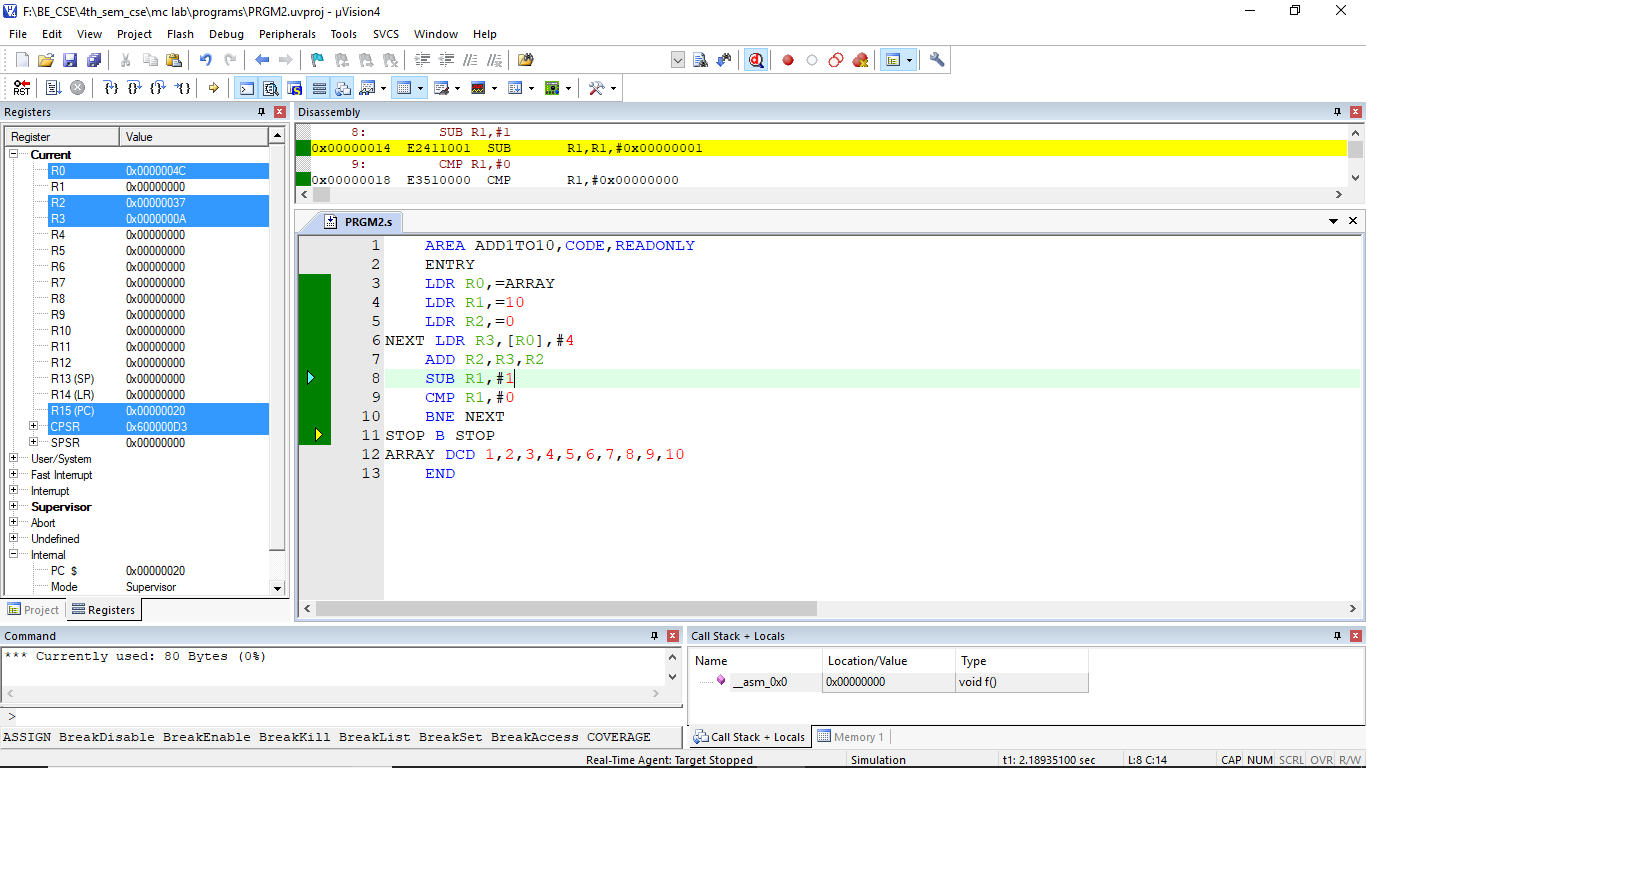 F:\BE_CSE\4th_sem_cse\mc lab\programs\PRGM2.uvproj - µVision4
File Edit View Project Flash Debug Peripherals Tools SVCS Window Help
Registers
Register Value
Current
R0 0x0000004C
R1 0x00000000
R2 0x00000037
R3 0x0000000A
R4 0x00000000
R5 0x00000000
R6 0x00000000
R7 0x00000000
R8 0x00000000
R9 0x00000000
R10 0x00000000
R11 0x00000000
R12 0x00000000
R13 (SP) 0x00000000
R14 (LR) 0x00000000
R15 (PC) 0x00000020
CPSR 0x600000D3
SPSR 0x00000000
User/System
Fast Interrupt
Interrupt
Supervisor
Abort
Undefined
Internal
PC $ 0x00000020
Mode Supervisor
Project Registers
Disassembly
8: SUB R1,#1
0x00000014 E2411001 SUB R1,R1,#0x00000001
9: CMP R1,#0
0x00000018 E3510000 CMP R1,#0x00000000
PRGM2.s
1 AREA ADD1TO10,CODE,READONLY
2 ENTRY
3 LDR R0,=ARRAY
4 LDR R1,=10
5 LDR R2,=0
6 NEXT LDR R3,[R0],#4
7 ADD R2,R3,R2
8 SUB R1,#1
9 CMP R1,#0
10 BNE NEXT
11 STOP B STOP
12 ARRAY DCD 1,2,3,4,5,6,7,8,9,10
13 END
Command
*** Currently used: 80 Bytes (0%)
>
ASSIGN BreakDisable BreakEnable BreakKill BreakList BreakSet BreakAccess COVERAGE
Call Stack + Locals
Name Location/Value Type
__asm_0x0 0x00000000 void f()
Call Stack + Locals Memory 1
Real-Time Agent: Target Stopped Simulation t1: 2.18935100 sec L:8 C:14 CAP NUM SCRL OVR R/W